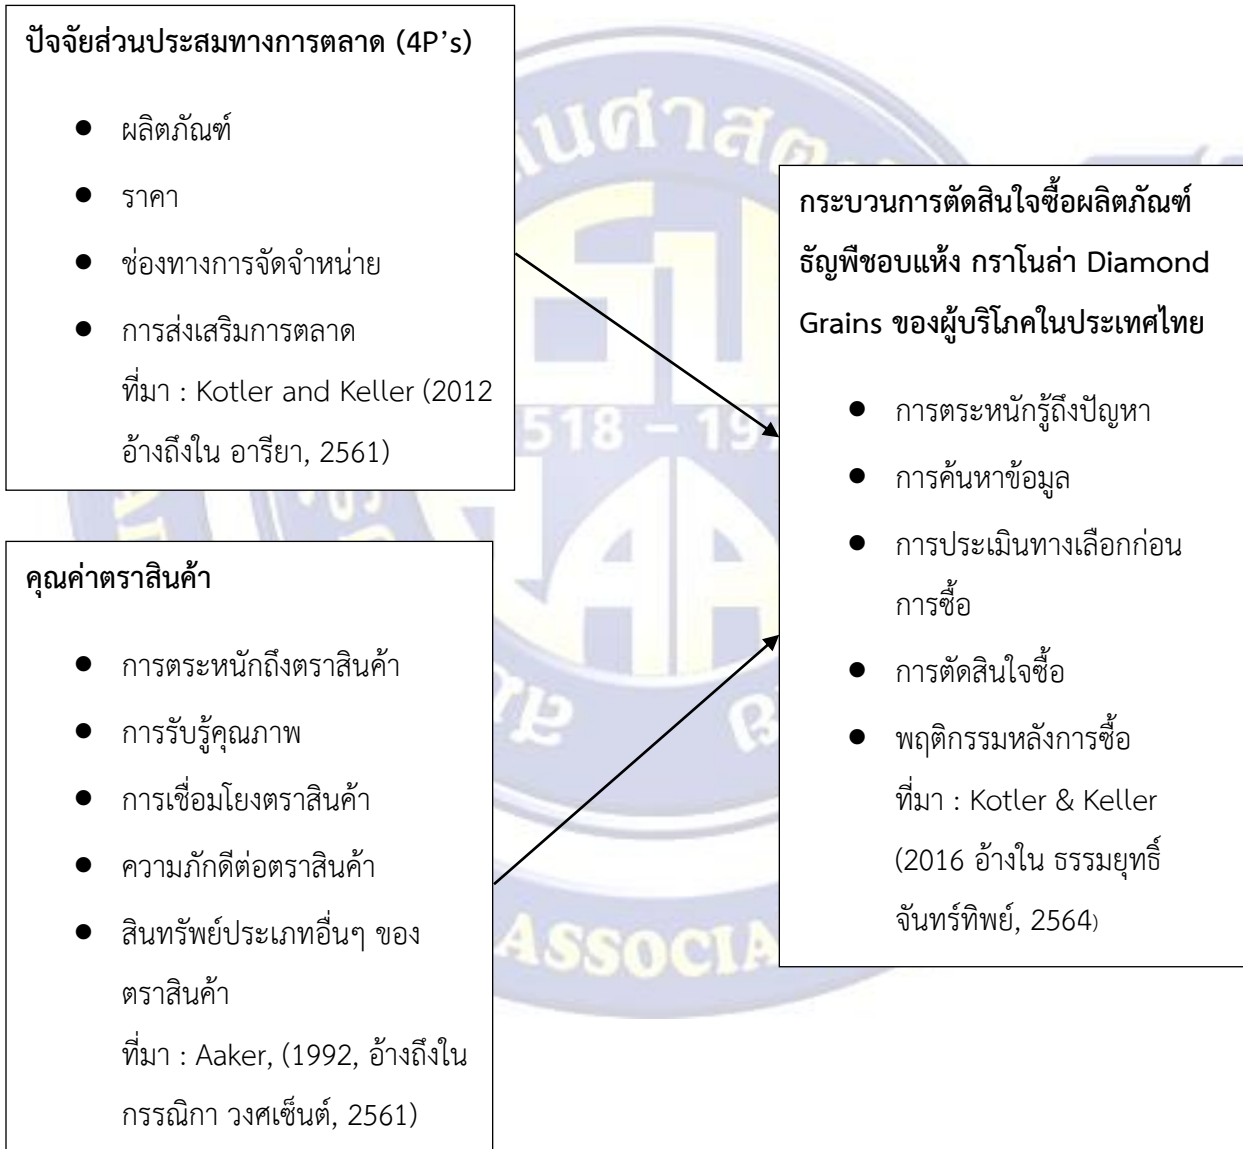 ปัจจัยส่วนประสมทางการตลาด (4P's)
● ผลิตภัณฑ์
● ราคา
● ช่องทางการจัดจำหน่าย
● การส่งเสริมการตลาด
ที่มา : Kotler and Keller (2012
อ้างถึงใน อารียา, 2561)
คุณค่าตราสินค้า
● การตระหนักถึงตราสินค้า
● การรับรู้คุณภาพ
● การเชื่อมโยงตราสินค้า
● ความภักดีต่อตราสินค้า
● สินทรัพย์ประเภทอื่นๆ ของ
ตราสินค้า
ที่มา : Aaker, (1992, อ้างถึงใน
กรรณิกา วงศเซ็นต์, 2561)
กระบวนการตัดสินใจซื้อผลิตภัณฑ์
ธัญพืชอบแห้ง กราโนล่า Diamond
Grains ของผู้บริโภคในประเทศไทย
● การตระหนักรู้ถึงปัญหา
● การค้นหาข้อมูล
● การประเมินทางเลือกก่อน
การซื้อ
● การตัดสินใจซื้อ
● พฤติกรรมหลังการซื้อ
ที่มา : Kotler & Keller
(2016 อ้างใน ธรรมยุทธิ์
จันทร์ทิพย์, 2564)
518 – 197
ASSOCIA